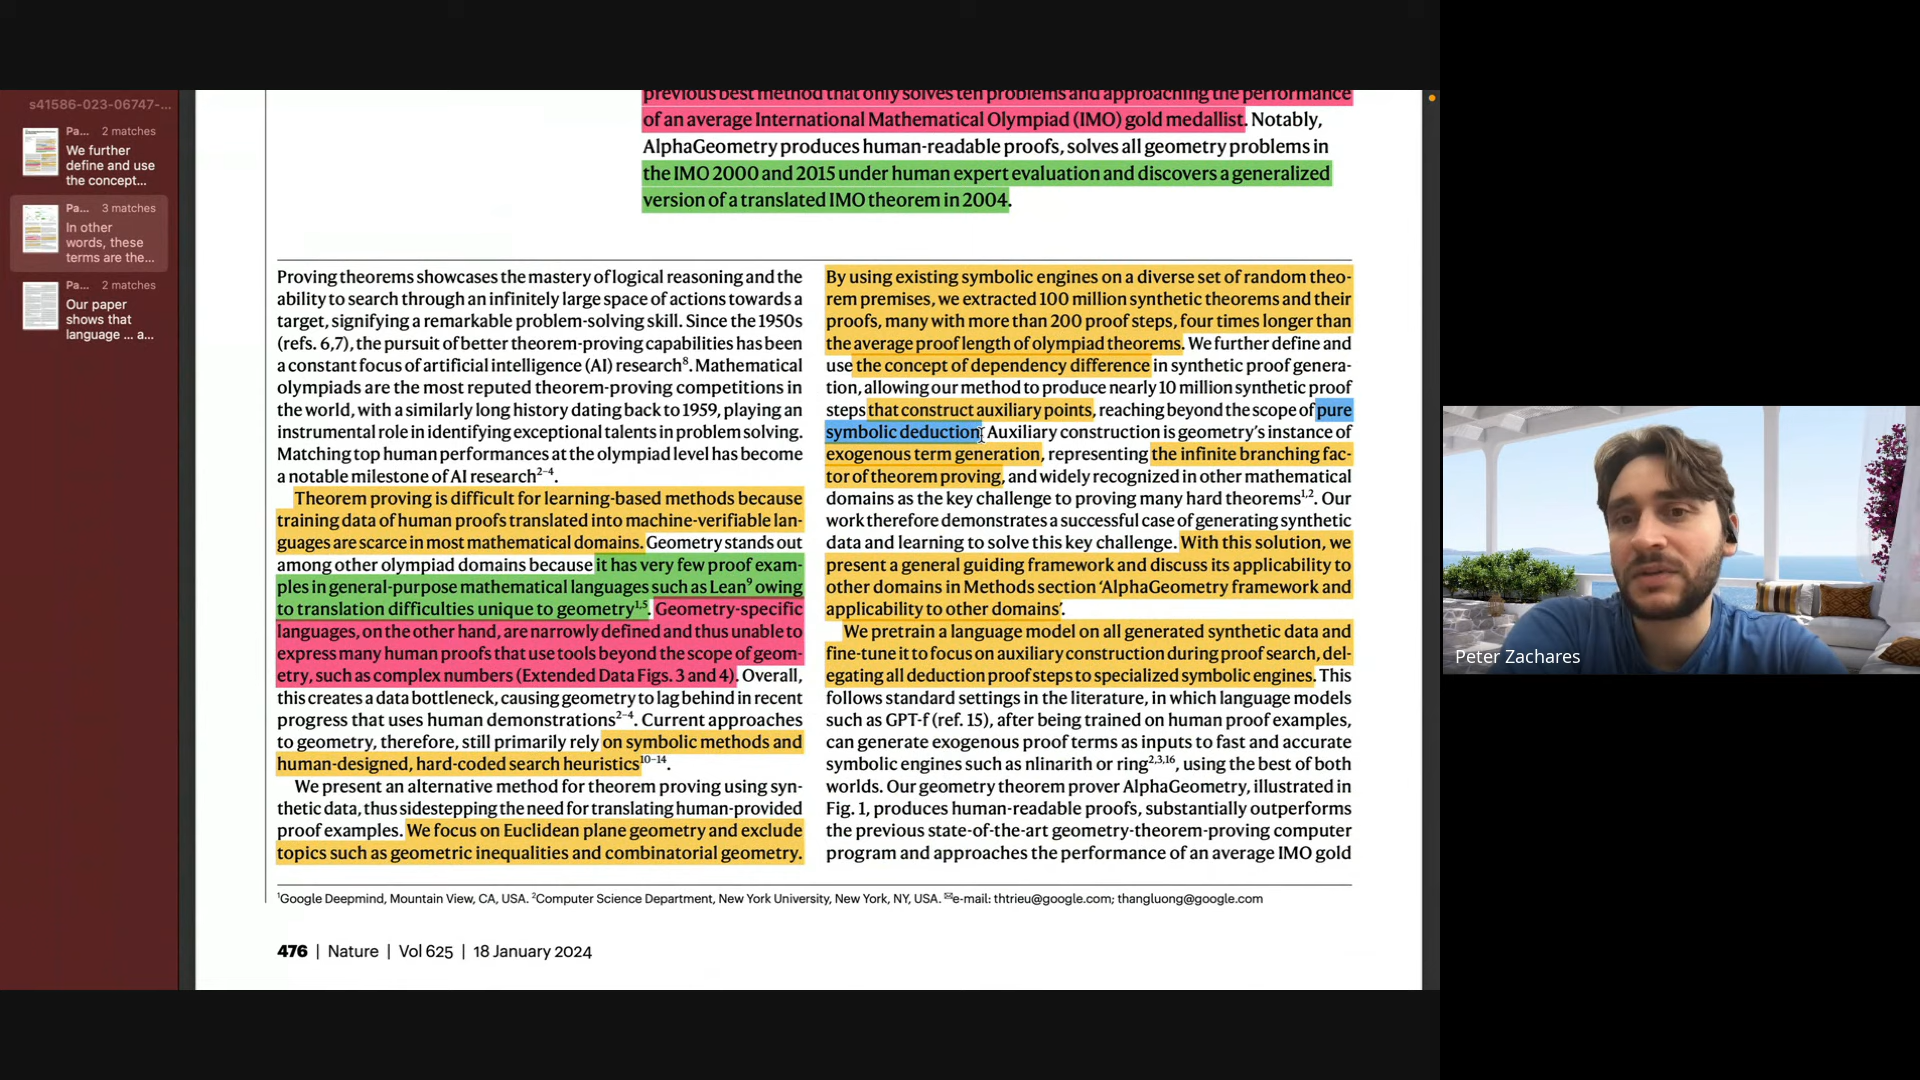 s41586-023-06747-...
Pa... 2 matches
We further
define and use
the concept...
Pa... 3 matches
In other
words, these
terms are the...
Pa... 2 matches
Our paper
shows that
language ... a...
previous best method that only solves ten problems and approaching the performance
of an average International Mathematical Olympiad (IMO) gold medallist. Notably,
AlphaGeometry produces human-readable proofs, solves all geometry problems in
the IMO 2000 and 2015 under human expert evaluation and discovers a generalized
version of a translated IMO theorem in 2004.
Proving theorems showcases the mastery of logical reasoning and the
ability to search through an infinitely large space of actions towards a
target, signifying a remarkable problem-solving skill. Since the 1950s
(refs. 6,7), the pursuit of better theorem-proving capabilities has been
a constant focus of artificial intelligence (AI) research⁸. Mathematical
olympiads are the most reputed theorem-proving competitions in
the world, with a similarly long history dating back to 1959, playing an
instrumental role in identifying exceptional talents in problem solving.
Matching top human performances at the olympiad level has become
a notable milestone of AI research²⁻⁴.
Theorem proving is difficult for learning-based methods because
training data of human proofs translated into machine-verifiable lan-
guages are scarce in most mathematical domains. Geometry stands out
among other olympiad domains because it has very few proof exam-
ples in general-purpose mathematical languages such as Lean⁹ owing
to translation difficulties unique to geometry¹,⁵. Geometry-specific
languages, on the other hand, are narrowly defined and thus unable to
express many human proofs that use tools beyond the scope of geom-
etry, such as complex numbers (Extended Data Figs. 3 and 4). Overall,
this creates a data bottleneck, causing geometry to lag behind in recent
progress that uses human demonstrations²⁻⁴. Current approaches
to geometry, therefore, still primarily rely on symbolic methods and
human-designed, hard-coded search heuristics¹⁰⁻¹⁴.
We present an alternative method for theorem proving using syn-
thetic data, thus sidestepping the need for translating human-provided
proof examples. We focus on Euclidean plane geometry and exclude
topics such as geometric inequalities and combinatorial geometry.
By using existing symbolic engines on a diverse set of random theo-
rem premises, we extracted 100 million synthetic theorems and their
proofs, many with more than 200 proof steps, four times longer than
the average proof length of olympiad theorems. We further define and
use the concept of dependency difference in synthetic proof genera-
tion, allowing our method to produce nearly 10 million synthetic proof
steps that construct auxiliary points, reaching beyond the scope of pure
symbolic deduction. Auxiliary construction is geometry's instance of
exogenous term generation, representing the infinite branching fac-
tor of theorem proving, and widely recognized in other mathematical
domains as the key challenge to proving many hard theorems¹,². Our
work therefore demonstrates a successful case of generating synthetic
data and learning to solve this key challenge. With this solution, we
present a general guiding framework and discuss its applicability to
other domains in Methods section 'AlphaGeometry framework and
applicability to other domains'.
We pretrain a language model on all generated synthetic data and
fine-tune it to focus on auxiliary construction during proof search, del-
egating all deduction proof steps to specialized symbolic engines. This
follows standard settings in the literature, in which language models
such as GPT-f (ref. 15), after being trained on human proof examples,
can generate exogenous proof terms as inputs to fast and accurate
symbolic engines such as nlinarith or ring²,³,¹⁶, using the best of both
worlds. Our geometry theorem prover AlphaGeometry, illustrated in
Fig. 1, produces human-readable proofs, substantially outperforms
the previous state-of-the-art geometry-theorem-proving computer
program and approaches the performance of an average IMO gold
¹Google Deepmind, Mountain View, CA, USA. ²Computer Science Department, New York University, New York, NY, USA. ✉e-mail: thtrieu@google.com; thangluong@google.com
476 | Nature | Vol 625 | 18 January 2024
Peter Zachares